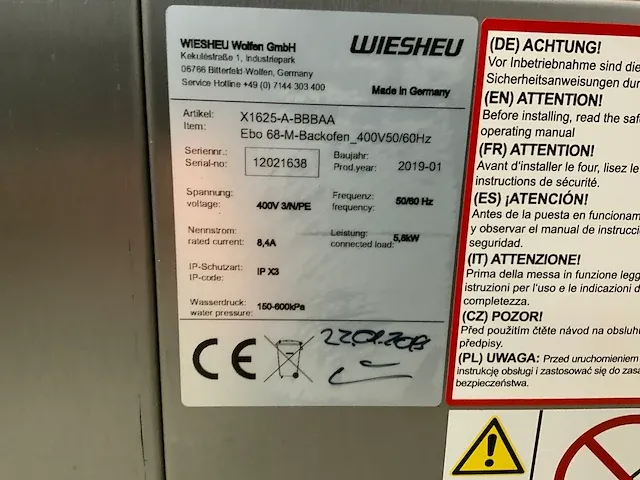 WIESHEU Wolfen GmbH
Kekuléstraße 1, Industriepark
06766 Bitterfeld-Wolfen, Germany
Service Hotline +49 (0) 7144 303 400
WIESHEU
Made in Germany
Artikel: X1625-A-BBBAA
Item: Ebo 68-M-Backofen_400V50/60Hz
Seriennr.:
Serial-no: 12021638
Baujahr:
Prod.year: 2019-01
Spannung:
voltage: 400V 3/N/PE
Frequenz:
frequency: 50/60 Hz
Nennstrom:
rated current: 8,4A
Leistung:
connected load: 5,8kW
IP-Schutzart:
IP-code: IP X3
Wasserdruck:
water pressure: 150-600kPa
CE
(DE) ACHTUNG!
Vor Inbetriebnahme sind die
Sicherheitsanweisungen dur
(EN) ATTENTION!
Before installing, read the safe
operating manual
(FR) ATTENTION!
Avant d'installer le four, lisez le
instructions de sécurité.
(ES) ¡ATENCIÓN!
Antes de la puesta en funcionam
y observar el manual de instrucci
seguridad.
(IT) ATTENZIONE!
Prima della messa in funzione legg
istruzioni per l'uso e le indicazioni d
completezza.
(CZ) POZOR!
Před použitím čtěte návod na obsluhu
předpisy.
(PL) UWAGA: Przed uruchomieniem
instrukcję obsługi i zastosować się do zasa
bezpieczeństwa.